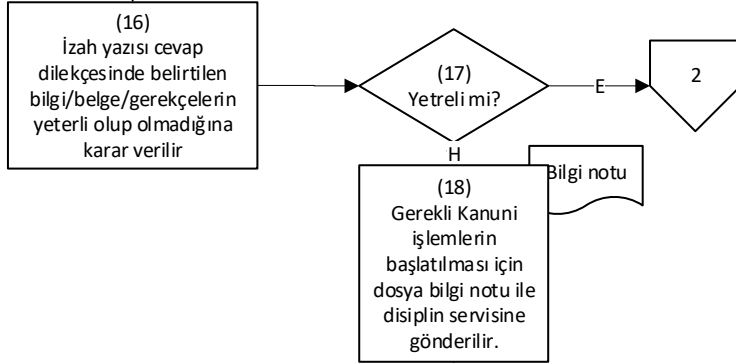 (16)
İzah yazısı cevap
dilekçesinde belirtilen
bilgi/belge/gerekçelerin
yeterli olup olmadığına
karar verilir
(17)
Yetreli mi?
E
2
H
Bilgi notu
(18)
Gerekli Kanuni
işlemlerin
başlatılması için
dosya bilgi notu ile
disiplin servisine
gönderilir.